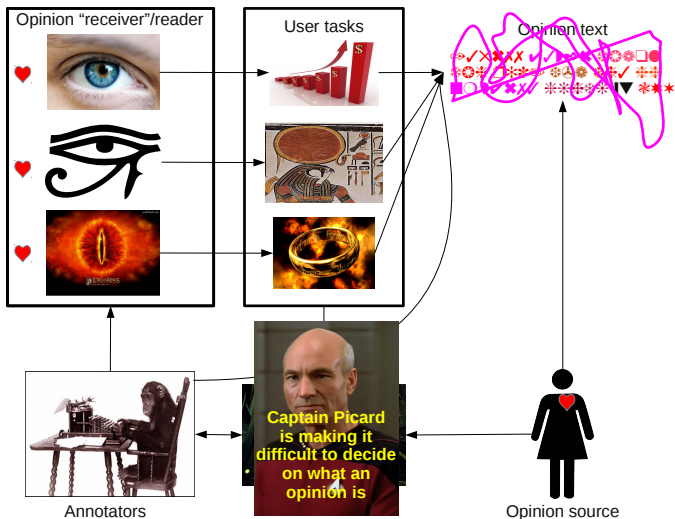 Opinion “receiver”/reader
User tasks
Opinion text
Captain Picard
is making it
difficult to decide
on what an
opinion is
Annotators
Opinion source